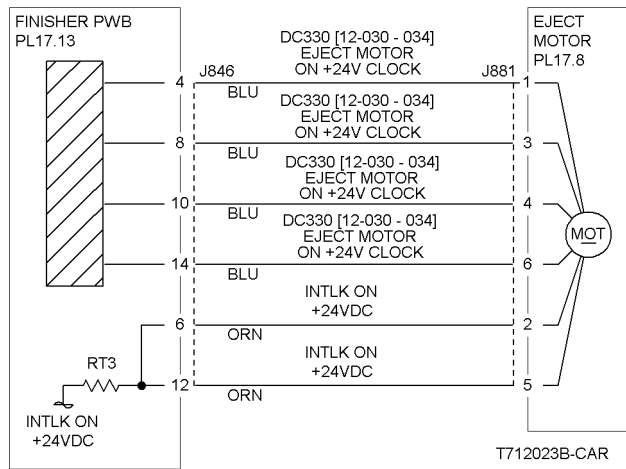 FINISHER PWB
PL17.13
EJECT
MOTOR
PL17.8
J846
J881
DC330 [12-030 - 034]
EJECT MOTOR
ON +24V CLOCK
4
BLU
1
DC330 [12-030 - 034]
EJECT MOTOR
ON +24V CLOCK
8
BLU
3
DC330 [12-030 - 034]
EJECT MOTOR
ON +24V CLOCK
10
BLU
4
DC330 [12-030 - 034]
EJECT MOTOR
ON +24V CLOCK
14
BLU
6
MOT
INTLK ON
+24VDC
6
ORN
2
INTLK ON
+24VDC
12
ORN
5
RT3
INTLK ON
+24VDC
T712023B-CAR